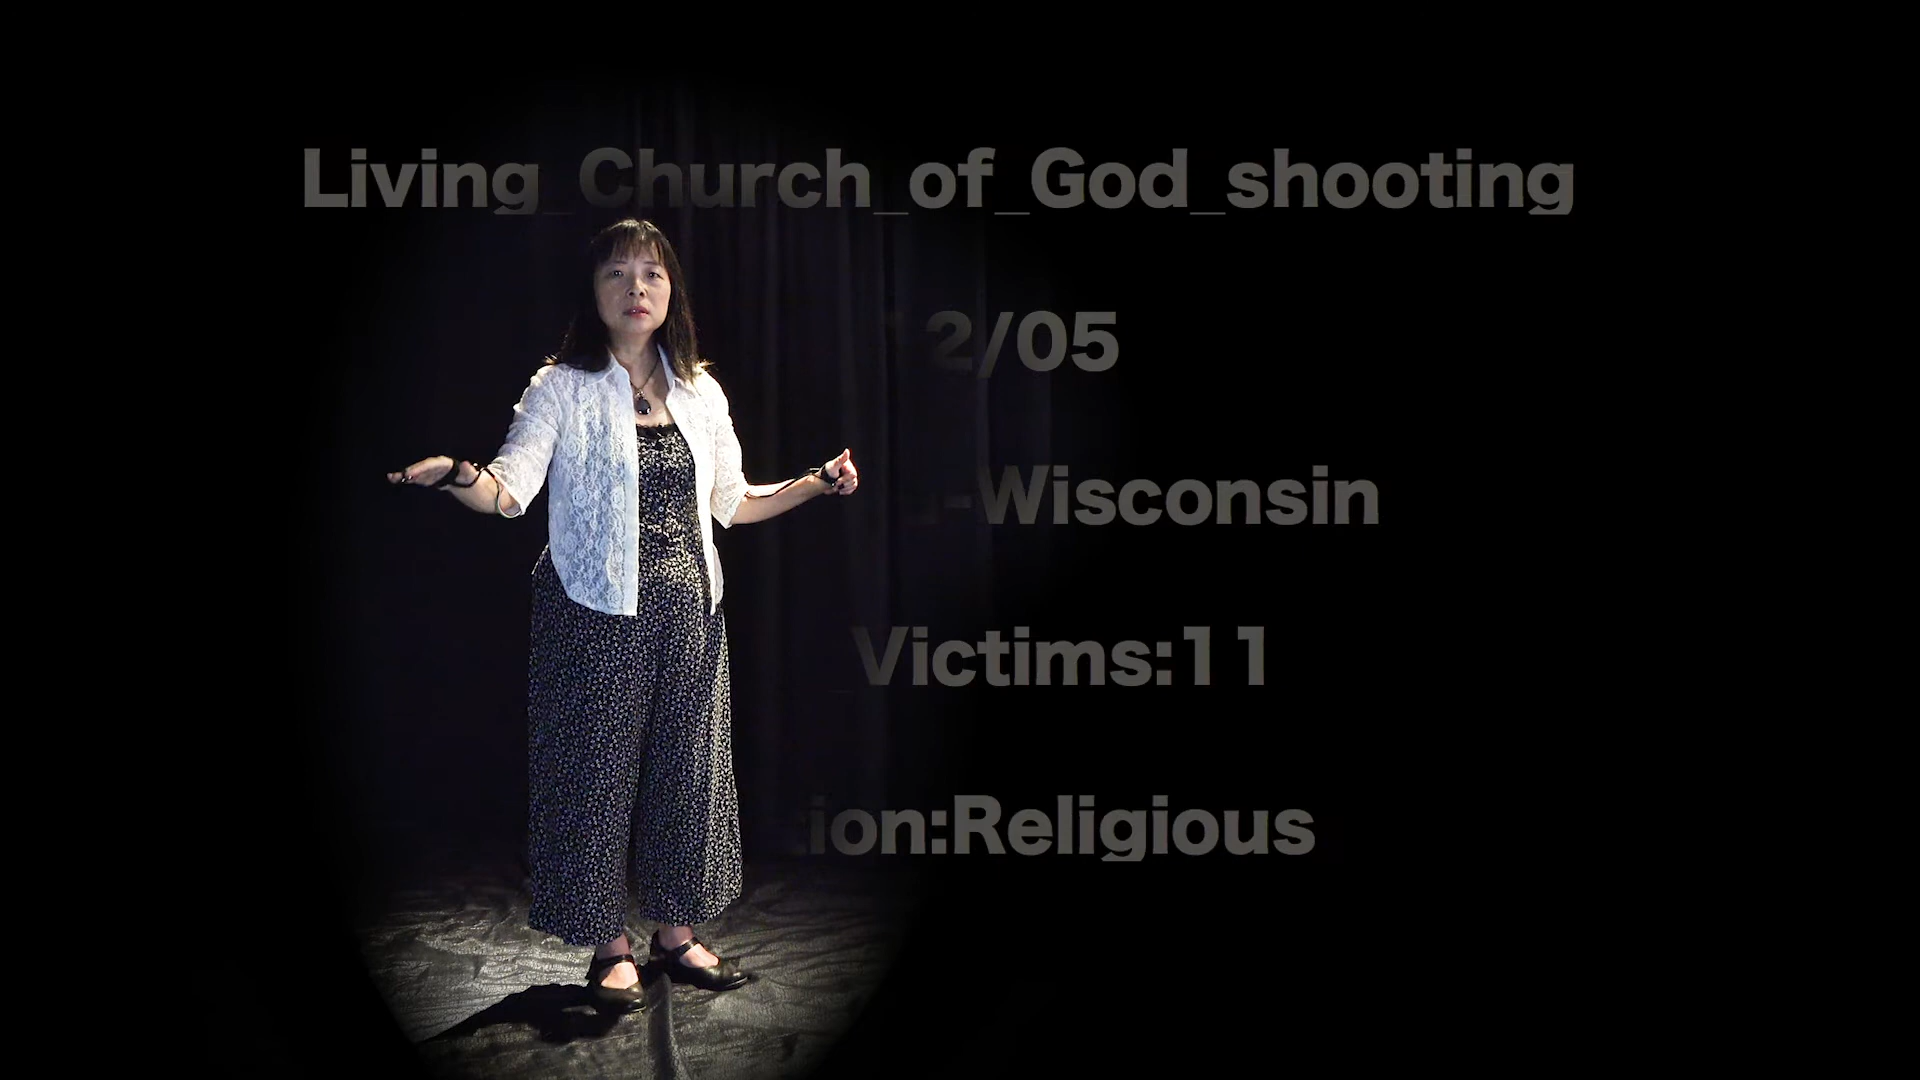 Living_Church_of_God_shooting
2/05
-Wisconsin
Victims:11
ion:Religious